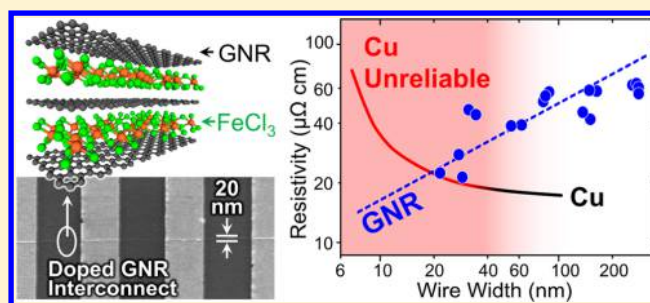 GNR
FeCl₃
20
nm
Doped GNR
Interconnect
Resistivity (μΩ cm)
100
60
40
20
10
Cu
Unreliable
GNR
Cu
6
10
20
40
60
100
200
Wire Width (nm)